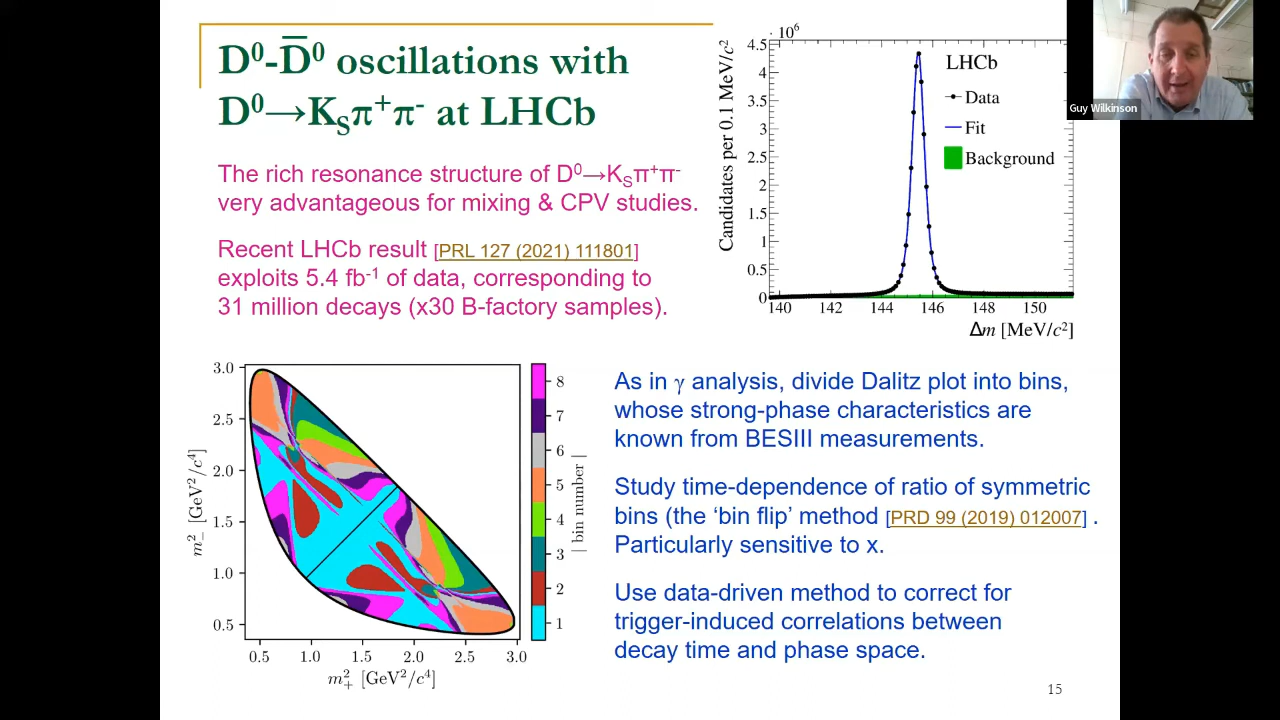 D⁰-D̅⁰ oscillations with
D⁰→K_Sπ⁺π⁻ at LHCb
The rich resonance structure of D⁰→K_Sπ⁺π⁻
very advantageous for mixing & CPV studies.
Recent LHCb result [PRL 127 (2021) 111801]
exploits 5.4 fb⁻¹ of data, corresponding to
31 million decays (x30 B-factory samples).
· 10⁶
Candidates per 0.1 MeV/c²
4.5
4
3.5
3
2.5
2
1.5
1
0.5
0
140 142 144 146 148 150
Δm [MeV/c²]
LHCb
Data
Fit
Background
Guy Wilkinson
3.0
2.5
2.0
1.5
1.0
0.5
m²₋ [GeV²/c⁴]
0.5 1.0 1.5 2.0 2.5 3.0
m²₊ [GeV²/c⁴]
8
7
6
5
4
3
2
1
| bin number |
As in γ analysis, divide Dalitz plot into bins,
whose strong-phase characteristics are
known from BESIII measurements.
Study time-dependence of ratio of symmetric
bins (the ‘bin flip’ method [PRD 99 (2019) 012007] .
Particularly sensitive to x.
Use data-driven method to correct for
trigger-induced correlations between
decay time and phase space.
15